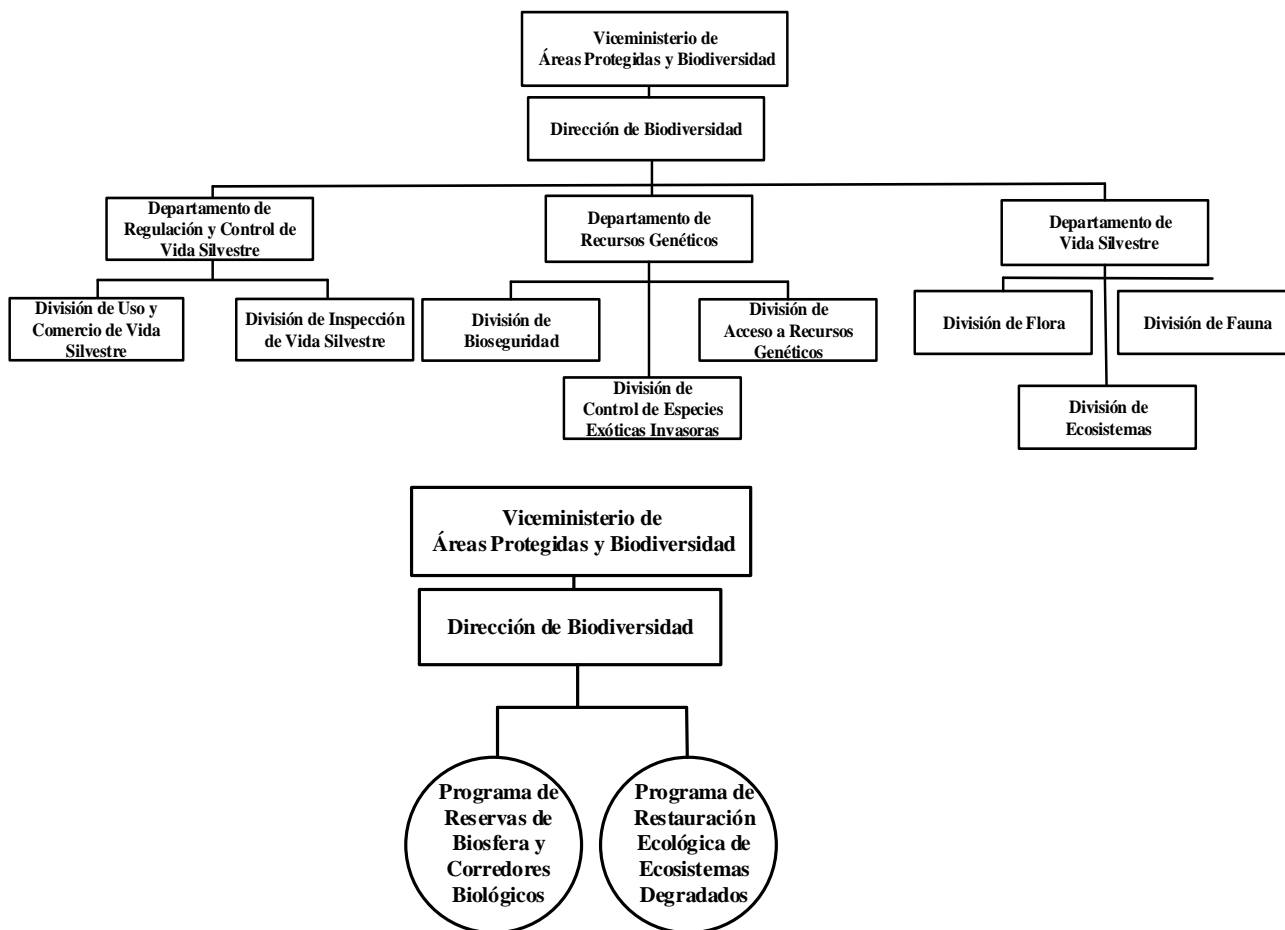 Viceministerio de
Áreas Protegidas y Biodiversidad
Dirección de Biodiversidad
Departamento de
Regulación y Control de
Vida Silvestre
Departamento de
Recursos Genéticos
Departamento de
Vida Silvestre
División de Uso y
Comercio de Vida
Silvestre
División de Inspección
de Vida Silvestre
División de
Bioseguridad
División de
Acceso a Recursos
Genéticos
División de Flora
División de Fauna
División de
Control de Especies
Exóticas Invasoras
División de
Ecosistemas
Viceministerio de
Áreas Protegidas y Biodiversidad
Dirección de Biodiversidad
Programa de
Reservas de
Biosfera y
Corredores
Biológicos
Programa de
Restauración
Ecológica de
Ecosistemas
Degradados